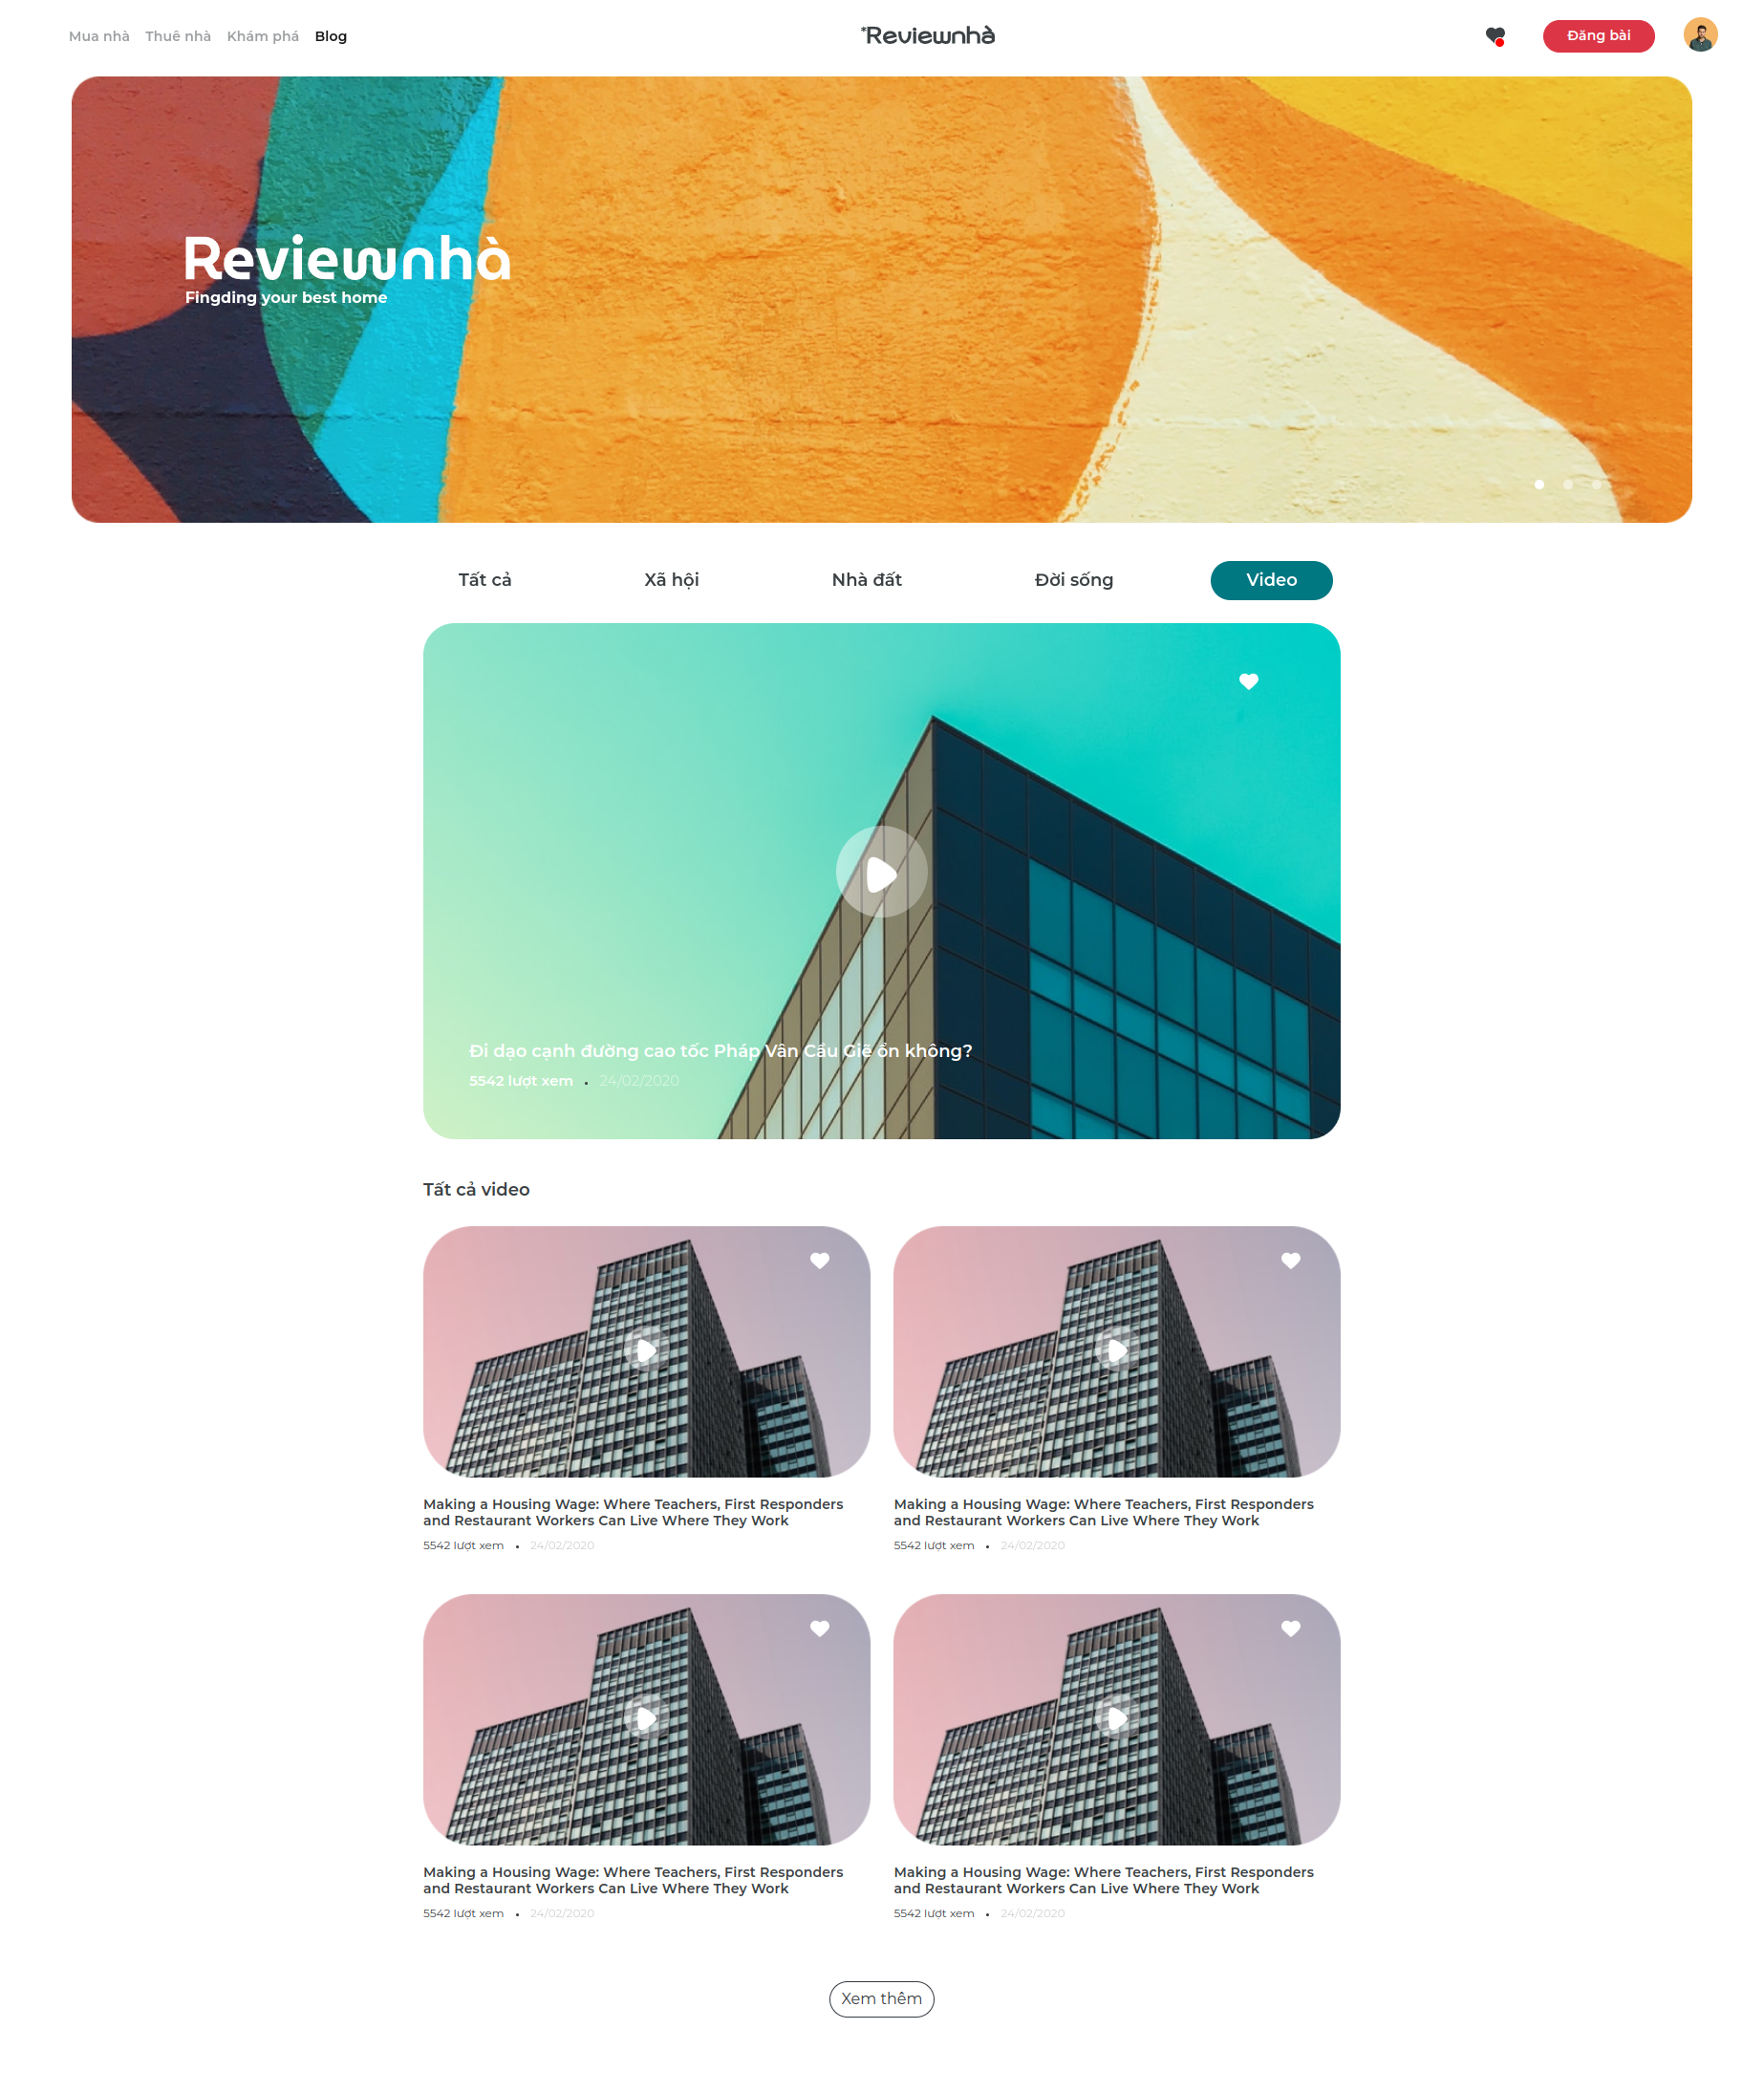 Mua nhà Thuê nhà Khám phá Blog
*Reviewnhà
Đăng bài
Reviewnhà
Fingding your best home
Tất cả Xã hội Nhà đất Đời sống Video
Đi dạo cạnh đường cao tốc Pháp Vân Cầu Giẽ ổn không?
5542 lượt xem • 24/02/2020
Tất cả video
Making a Housing Wage: Where Teachers, First Responders
and Restaurant Workers Can Live Where They Work
5542 lượt xem • 24/02/2020
Making a Housing Wage: Where Teachers, First Responders
and Restaurant Workers Can Live Where They Work
5542 lượt xem • 24/02/2020
Making a Housing Wage: Where Teachers, First Responders
and Restaurant Workers Can Live Where They Work
5542 lượt xem • 24/02/2020
Making a Housing Wage: Where Teachers, First Responders
and Restaurant Workers Can Live Where They Work
5542 lượt xem • 24/02/2020
Xem thêm